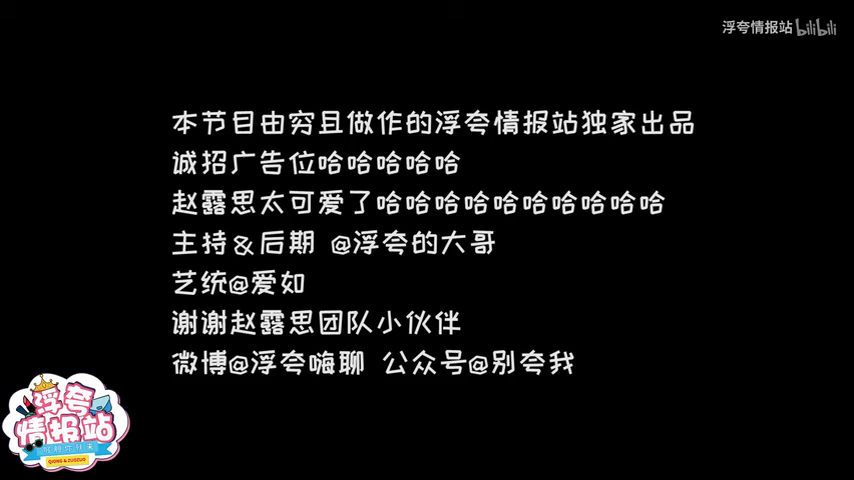 浮夸情报站 bilibili
本节目由穷且做作的浮夸情报站独家出品
诚招广告位哈哈哈哈哈
赵露思太可爱了哈哈哈哈哈哈哈哈哈哈
主持&后期 @浮夸的大哥
艺统@爱如
谢谢赵露思团队小伙伴
微博@浮夸嗨聊 公众号@别夸我
浮夸
情报站
QIONG & ZUOZUO